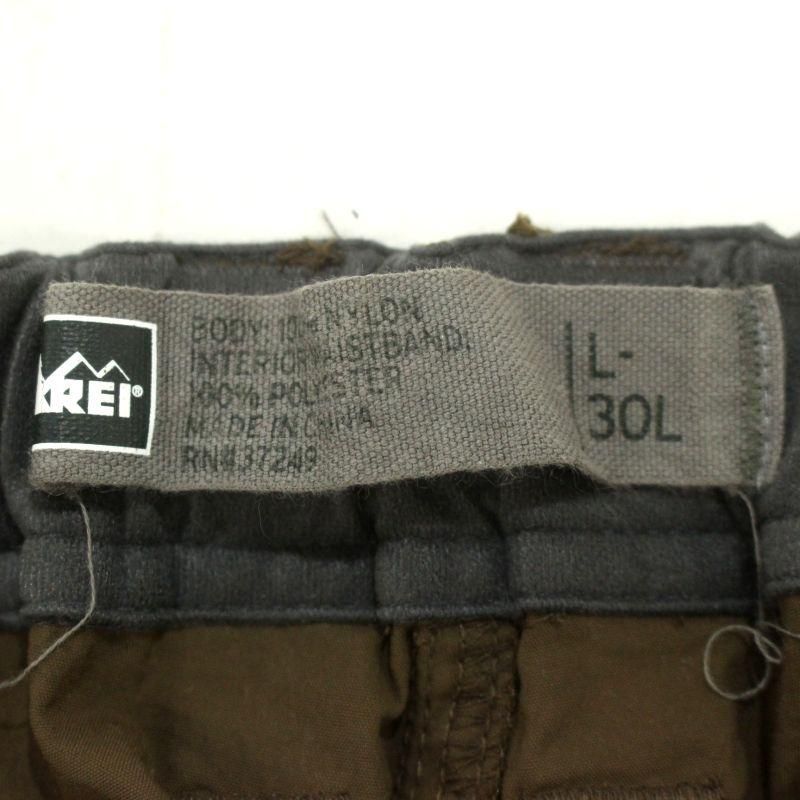 REI®
BODY: 100% NYLON
INTERIOR WAISTBAND:
100% POLYESTER
MADE IN CHINA
RN#37249
L-
30L